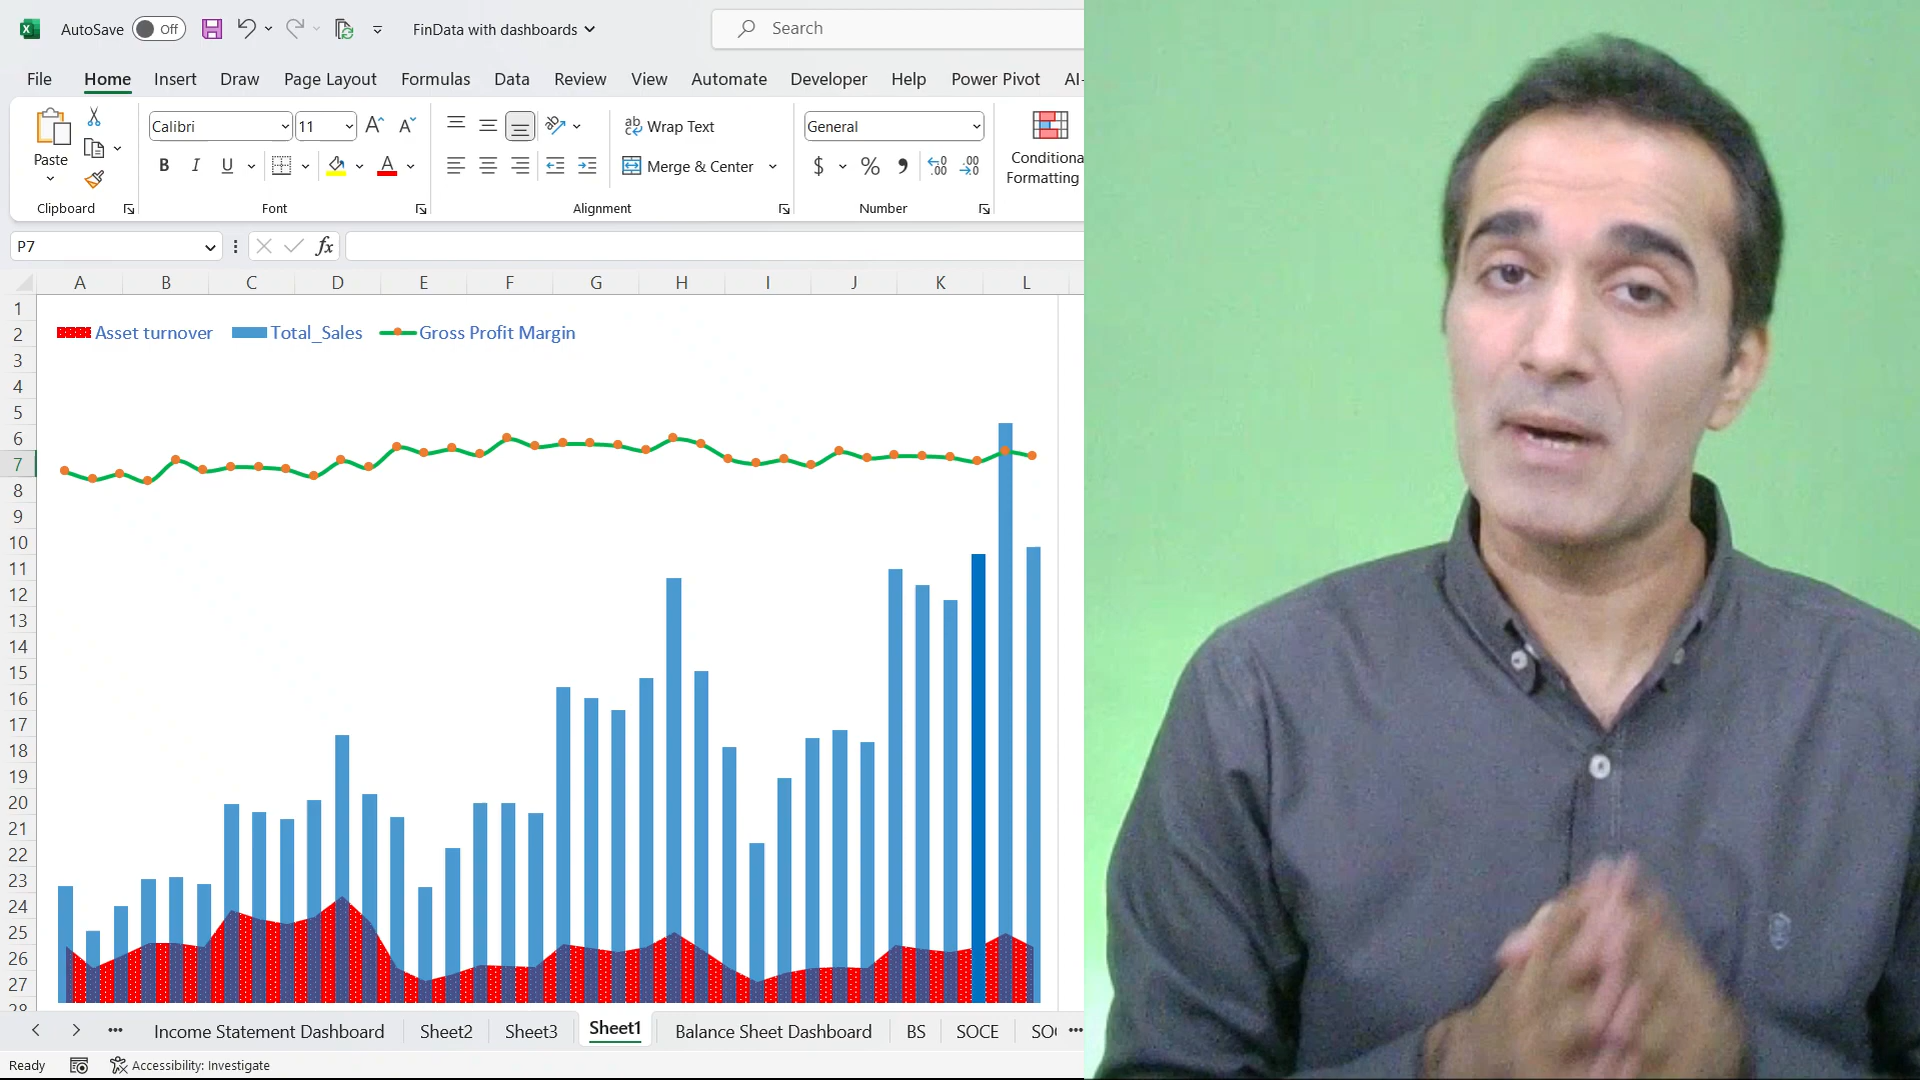 AutoSave Off FinData with dashboards Search
File Home Insert Draw Page Layout Formulas Data Review View Automate Developer Help Power Pivot AI-
Paste Calibri 11 Wrap Text General Conditiona
B I U Merge & Center $ % Formatting
Clipboard Font Alignment Number
P7 fx
A B C D E F G H I J K L
1
2 Asset turnover Total_Sales Gross Profit Margin
3
4
5
6
7
8
9
10
11
12
13
14
15
16
17
18
19
20
21
22
23
24
25
26
27
28
Income Statement Dashboard Sheet2 Sheet3 Sheet1 Balance Sheet Dashboard BS SOCE SO
Ready Accessibility: Investigate